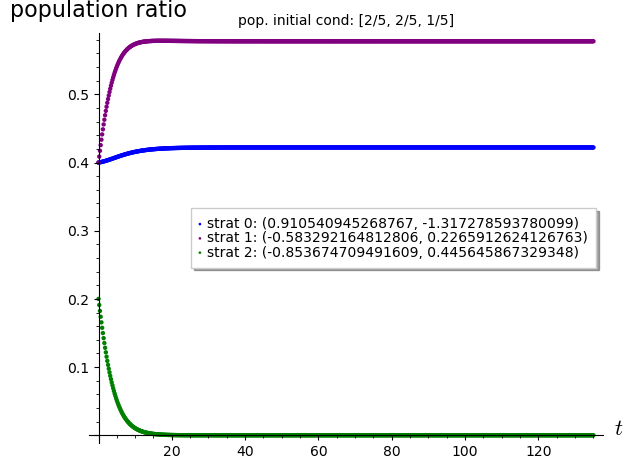 population ratio
pop. initial cond: [2/5, 2/5, 1/5]
0.5
0.4
0.3
0.2
0.1
strat 0: (0.910540945268767, -1.317278593780099)
strat 1: (-0.583292164812806, 0.2265912624126763)
strat 2: (-0.853674709491609, 0.445645867329348)
20 40 60 80 100 120
t